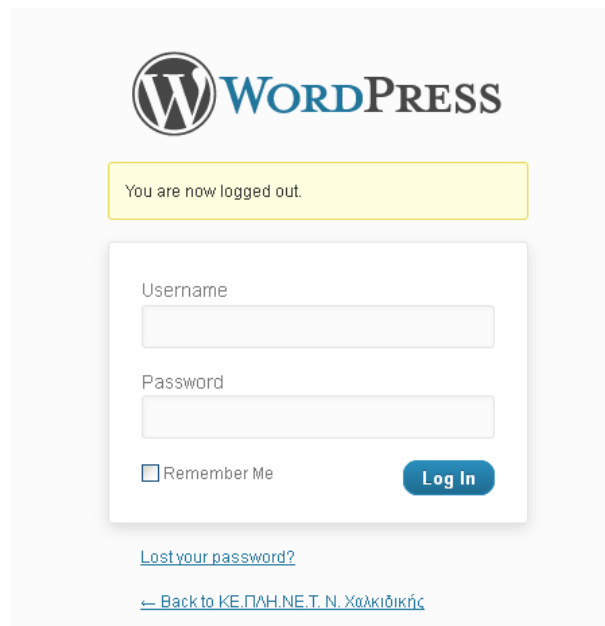 WORDPRESS
You are now logged out.
Username
Password
Remember Me
Log In
Lost your password?
← Back to ΚΕ.ΠΛΗ.ΝΕ.Τ. Ν. Χαλκιδικής